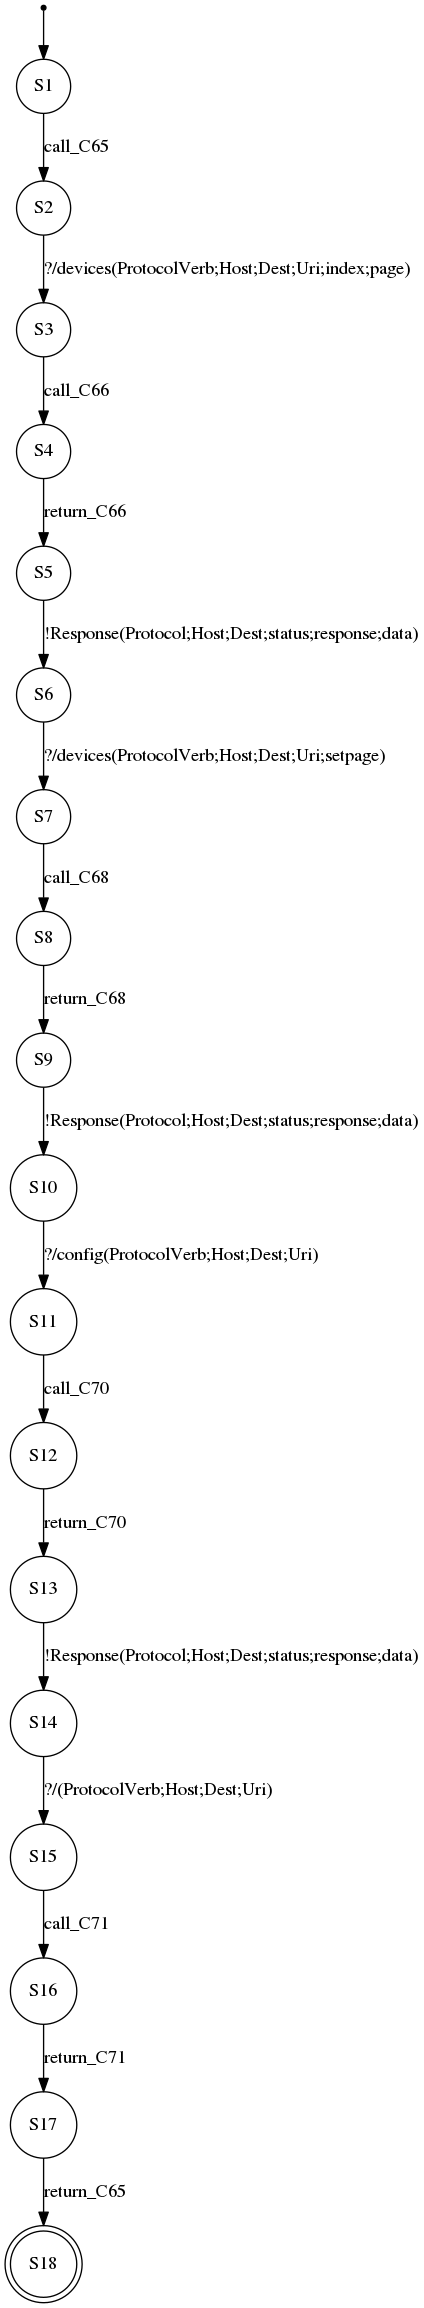 S1
call_C65
S2
?/devices(ProtocolVerb;Host;Dest;Uri;index;page)
S3
call_C66
S4
return_C66
S5
!Response(Protocol;Host;Dest;status;response;data)
S6
?/devices(ProtocolVerb;Host;Dest;Uri;setpage)
S7
call_C68
S8
return_C68
S9
!Response(Protocol;Host;Dest;status;response;data)
S10
?/config(ProtocolVerb;Host;Dest;Uri)
S11
call_C70
S12
return_C70
S13
!Response(Protocol;Host;Dest;status;response;data)
S14
?/(ProtocolVerb;Host;Dest;Uri)
S15
call_C71
S16
return_C71
S17
return_C65
S18